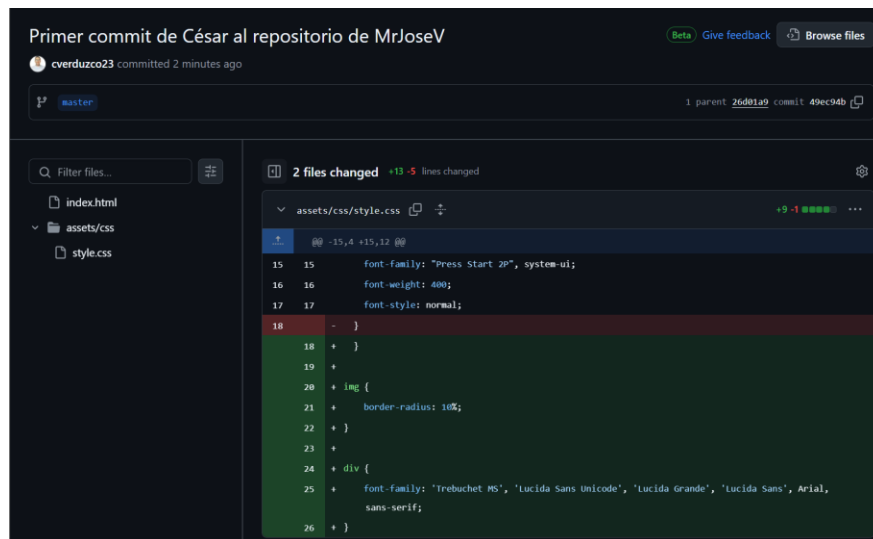 Primer commit de César al repositorio de MrJoseV
Beta Give feedback Browse files
cverduzco23 committed 2 minutes ago
master
1 parent 26d01a9 commit 49ec94b
Filter files...
2 files changed +13 -5 lines changed
index.html
assets/css
style.css
assets/css/style.css
+9 -1
@@ -15,4 +15,12 @@
15 15 font-family: "Press Start 2P", system-ui;
16 16 font-weight: 400;
17 17 font-style: normal;
18 - }
18 + }
19 +
20 + img {
21 + border-radius: 10%;
22 + }
23 +
24 + div {
25 + font-family: 'Trebuchet MS', 'Lucida Sans Unicode', 'Lucida Grande', 'Lucida Sans', Arial,
sans-serif;
26 + }